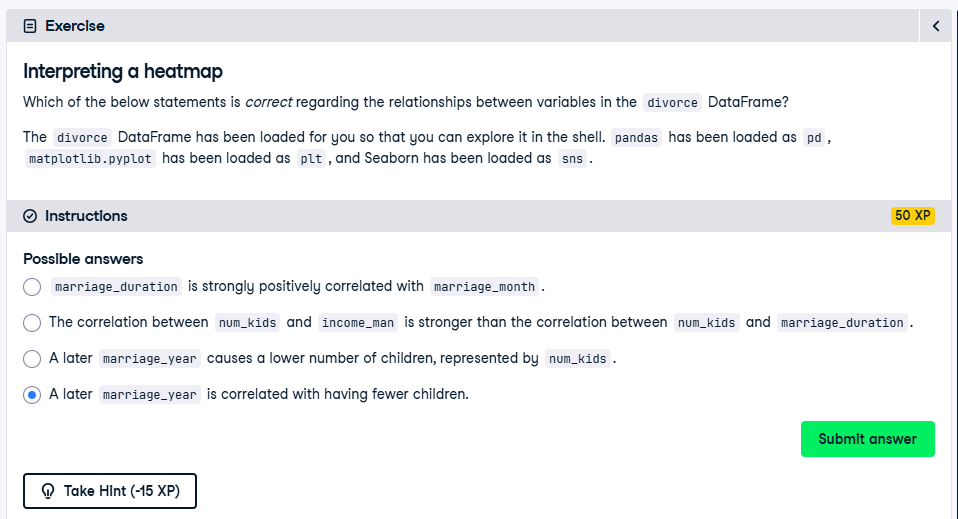 Exercise
Interpreting a heatmap
Which of the below statements is correct regarding the relationships between variables in the divorce DataFrame?
The divorce DataFrame has been loaded for you so that you can explore it in the shell. pandas has been loaded as pd ,
matplotlib.pyplot has been loaded as plt , and Seaborn has been loaded as sns .
Instructions
50 XP
Possible answers
marriage_duration is strongly positively correlated with marriage_month .
The correlation between num_kids and income_man is stronger than the correlation between num_kids and marriage_duration .
A later marriage_year causes a lower number of children, represented by num_kids .
A later marriage_year is correlated with having fewer children.
Submit answer
Take Hint (-15 XP)